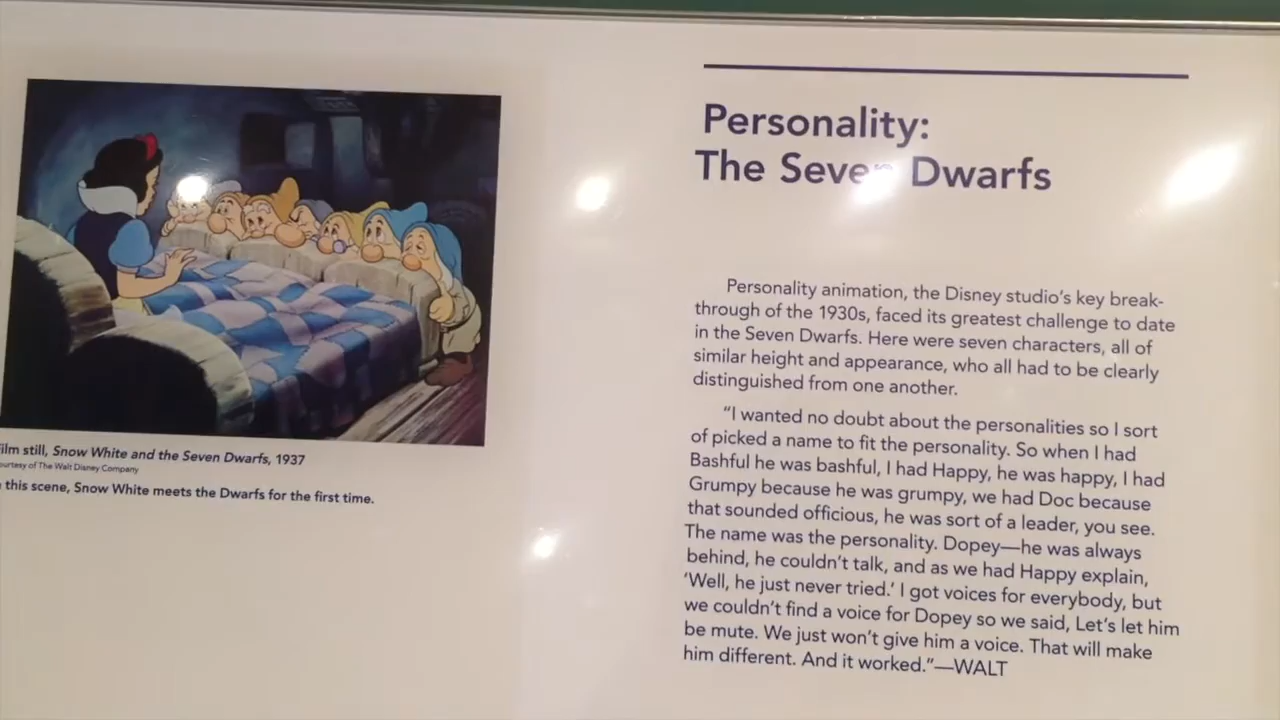 Personality:
The Seven Dwarfs
Personality animation, the Disney studio's key break-
through of the 1930s, faced its greatest challenge to date
in the Seven Dwarfs. Here were seven characters, all of
similar height and appearance, who all had to be clearly
distinguished from one another.
“I wanted no doubt about the personalities so I sort
of picked a name to fit the personality. So when I had
Bashful he was bashful, I had Happy, he was happy, I had
Grumpy because he was grumpy, we had Doc because
that sounded officious, he was sort of a leader, you see.
The name was the personality. Dopey—he was always
behind, he couldn't talk, and as we had Happy explain,
‘Well, he just never tried.’ I got voices for everybody, but
we couldn't find a voice for Dopey so we said, Let's let him
be mute. We just won't give him a voice. That will make
him different. And it worked.”—WALT
ilm still, Snow White and the Seven Dwarfs, 1937
ourtesy of The Walt Disney Company
this scene, Snow White meets the Dwarfs for the first time.